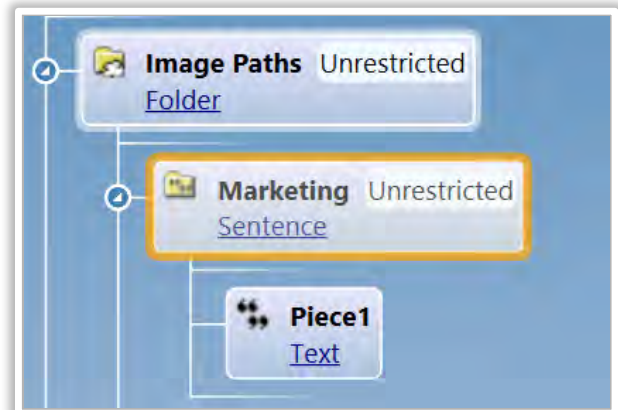 Image Paths Unrestricted
Folder
Marketing Unrestricted
Sentence
Piece1
Text